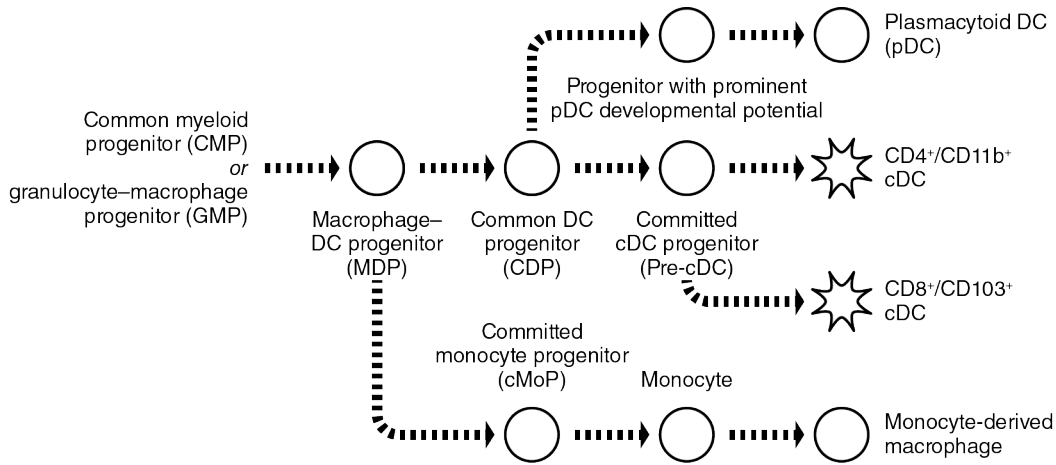 Plasmacytoid DC
(pDC)
Progenitor with prominent
pDC developmental potential
Common myeloid
progenitor (CMP)
or
granulocyte–macrophage
progenitor (GMP)
CD4⁺/CD11b⁺
cDC
Macrophage–
DC progenitor
(MDP)
Common DC
progenitor
(CDP)
Committed
cDC progenitor
(Pre-cDC)
CD8⁺/CD103⁺
cDC
Committed
monocyte progenitor
(cMoP)
Monocyte
Monocyte-derived
macrophage